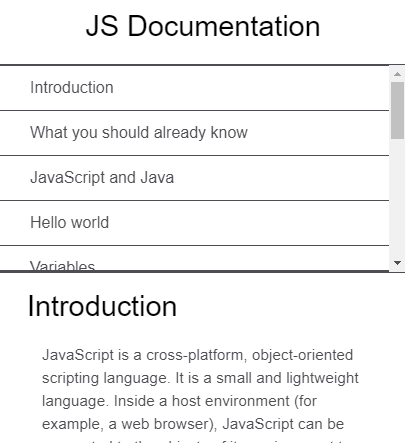 JS Documentation
Introduction
What you should already know
JavaScript and Java
Hello world
Variables
Introduction
JavaScript is a cross-platform, object-oriented
scripting language. It is a small and lightweight
language. Inside a host environment (for
example, a web browser), JavaScript can be